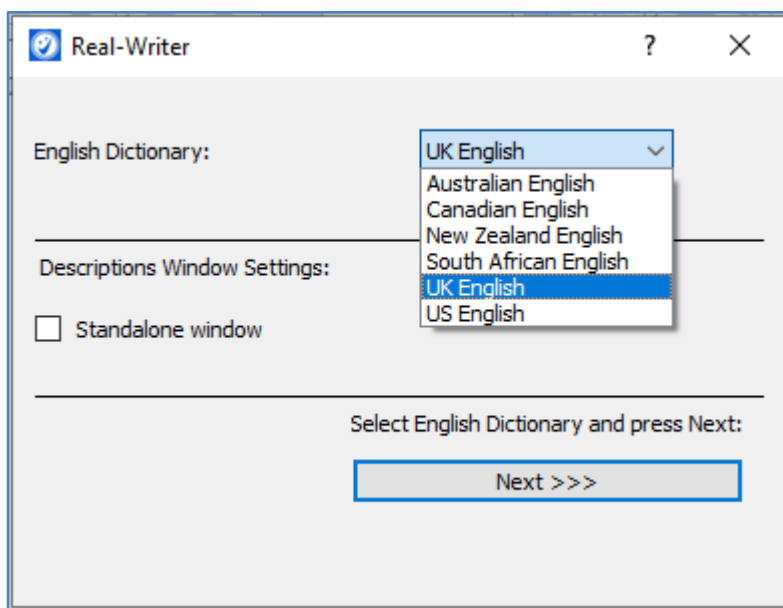 Real-Writer ?
English Dictionary: UK English
Australian English
Canadian English
New Zealand English
South African English
UK English
US English
Descriptions Window Settings:
Standalone window
Select English Dictionary and press Next:
Next >>>